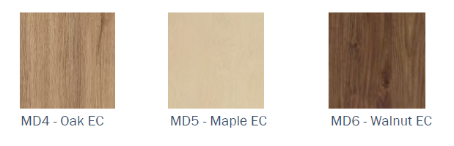 MD4 - Oak EC
MD5 - Maple EC
MD6 - Walnut EC